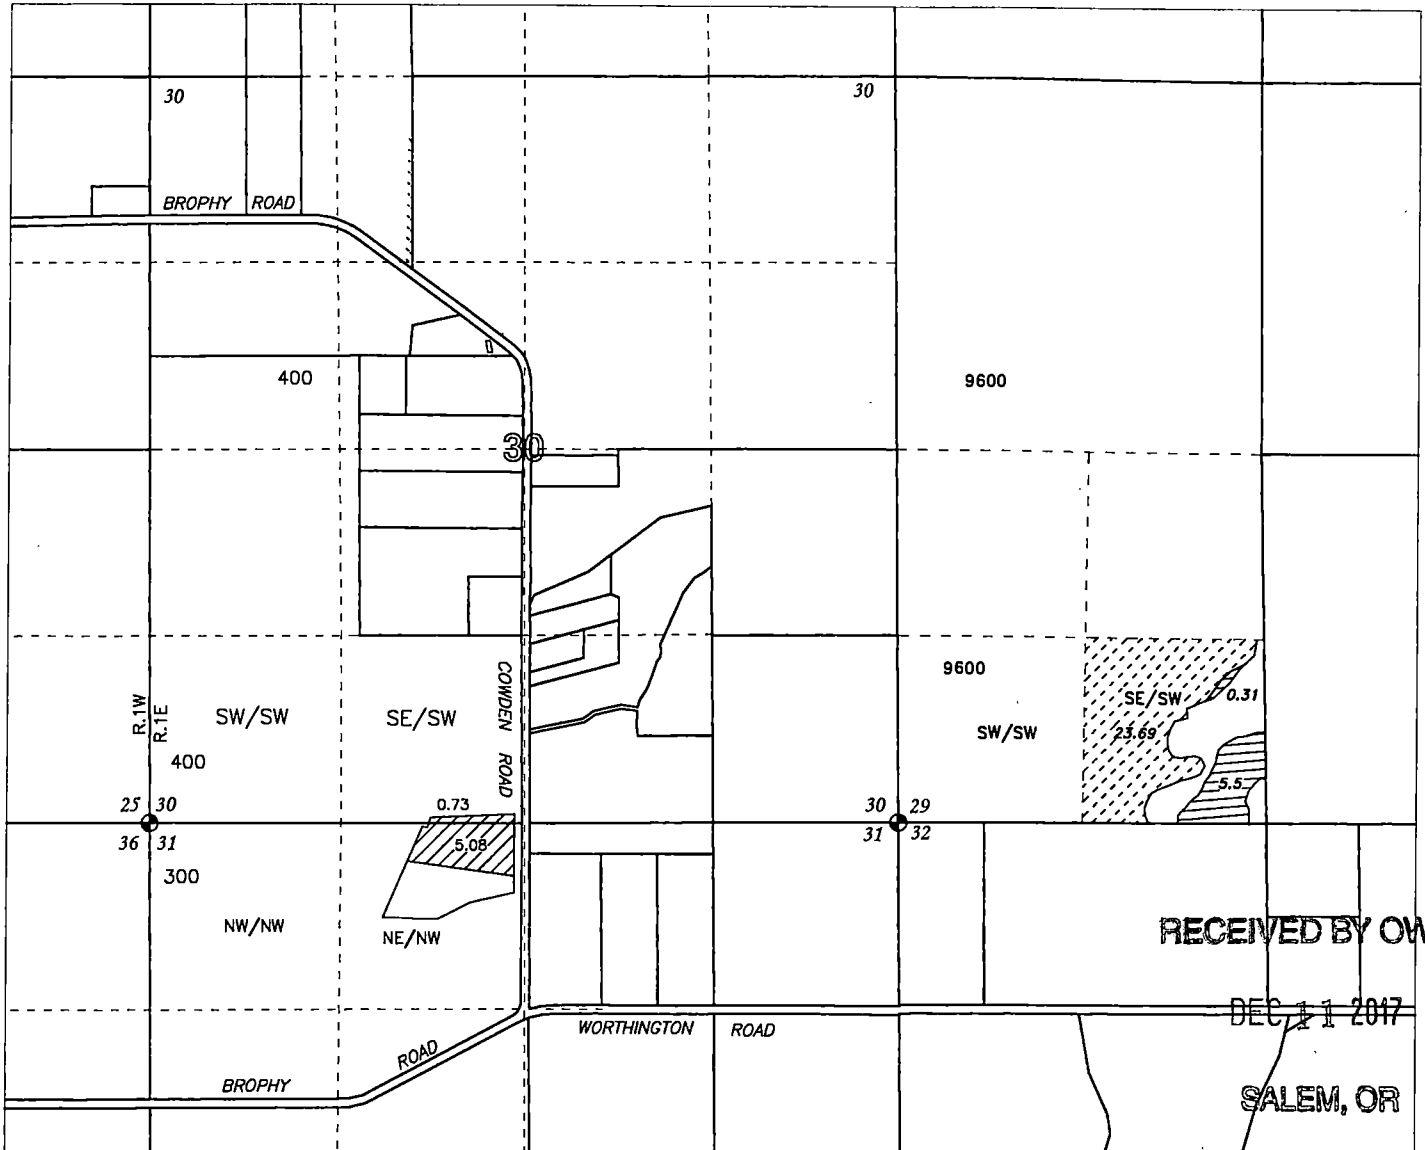 30
30
BROPHY ROAD
400
9600
30
COWDEN ROAD
9600
SE/SW
0.31
R.1W
R.1E
SW/SW
SE/SW
SW/SW
23.69
400
5.5
25 30
0.73
30 29
36 31
5.08
31 32
300
NW/NW
NE/NW
RECEIVED BY OW
DEC 11 2017
WORTHINGTON ROAD
ROAD
BROPHY
SALEM, OR